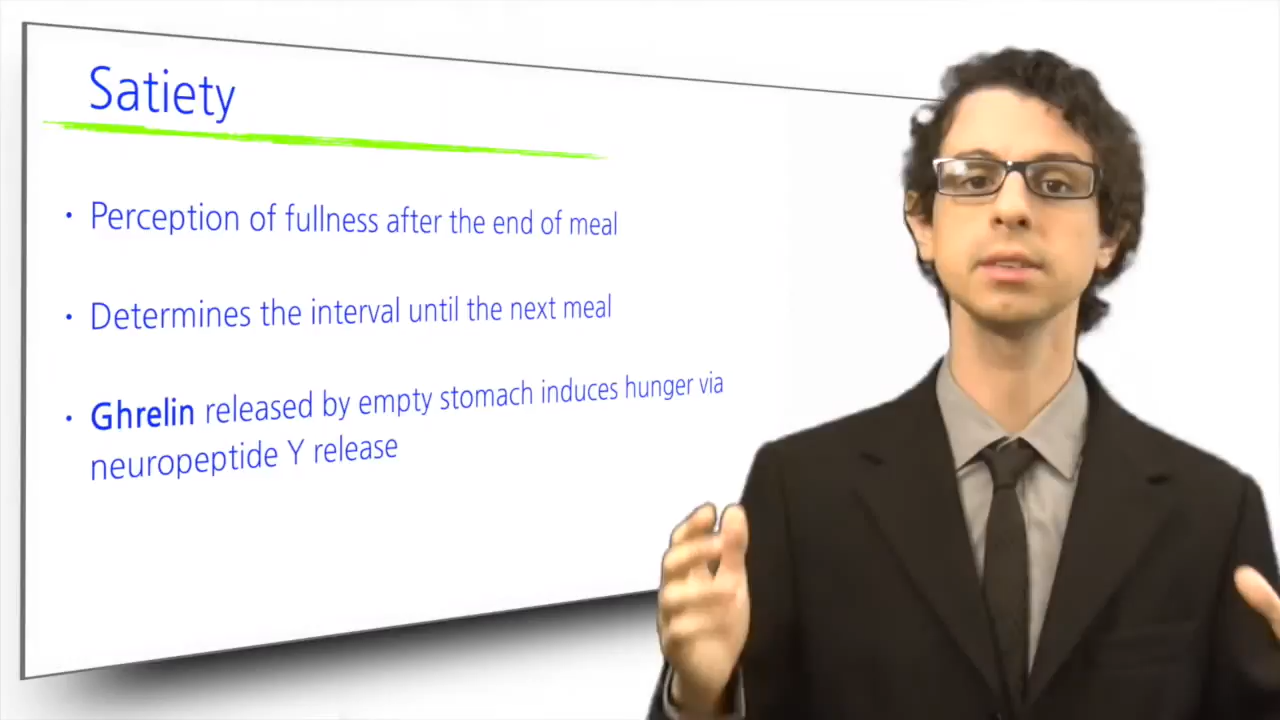 Satiety
• Perception of fullness after the end of meal
• Determines the interval until the next meal
• Ghrelin released by empty stomach induces hunger via
neuropeptide Y release